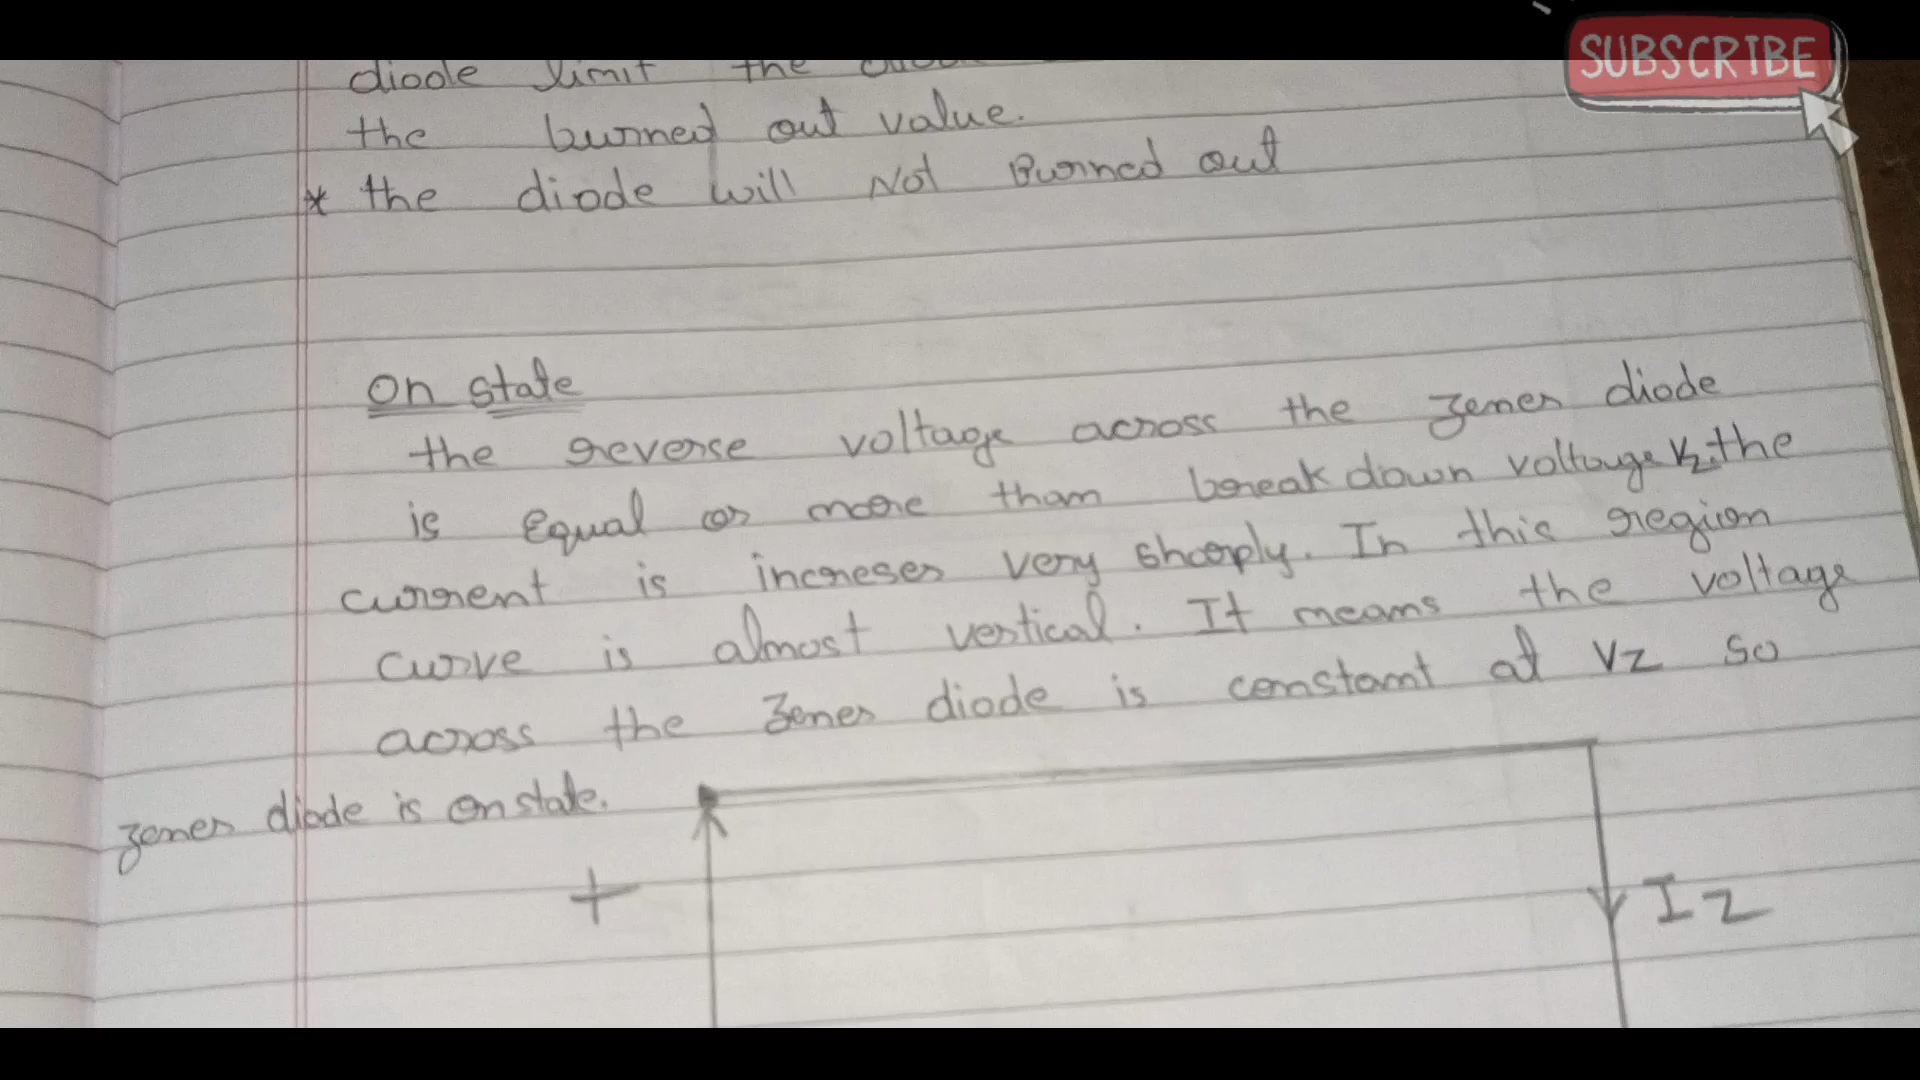 SUBSCRIBE
diode limit the
the burned out value.
* the diode will Not Burned out
On state
the reverse voltage across the zener diode
is Equal or more than break down voltage Vz. the
current is increses very sharply. In this region
curve is almost vertical. It means the voltage
across the zener diode is constant at Vz so
zener diode is on state.
+
Iz